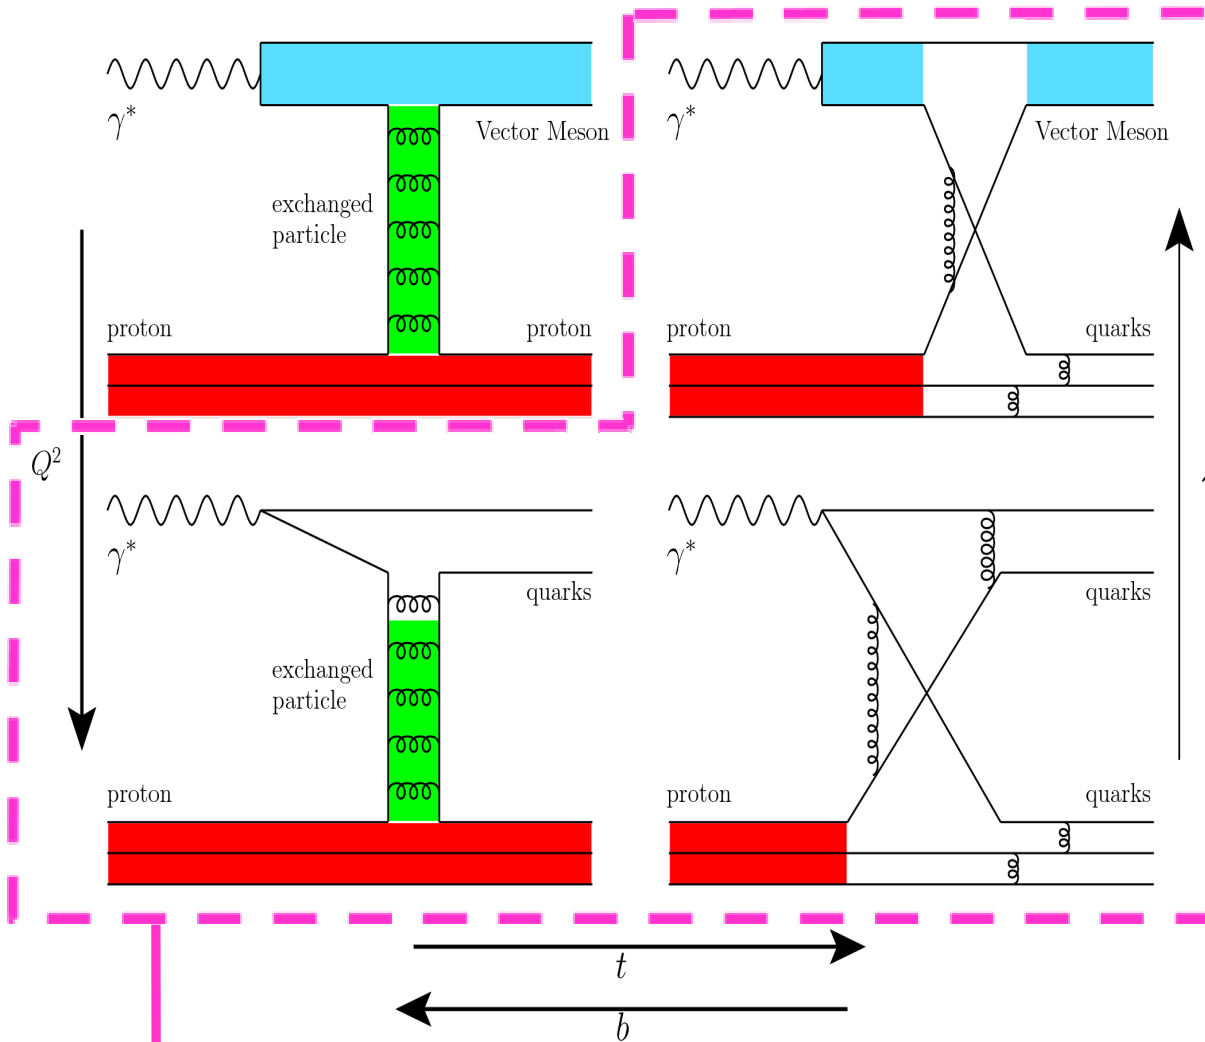 γ*
Vector Meson
exchanged
particle
proton
proton
γ*
Vector Meson
proton
quarks
Q²
γ*
quarks
exchanged
particle
proton
γ*
quarks
proton
quarks
t
b